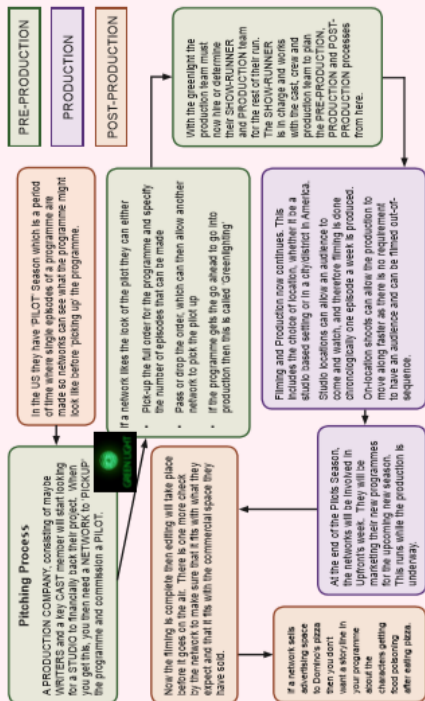 PRE-PRODUCTION
PRODUCTION
POST-PRODUCTION
In the US they have 'PILOT' Season which is a period
of time where single episodes of a programme are
made so networks can see what the programme might
look like before 'picking up' the programme.
Pitching Process
A PRODUCTION COMPANY, consisting of maybe
WRITERS and a key CAST member will start looking
for a STUDIO to financially back their project. When
you get this, you then need a NETWORK to 'PICKUP'
the programme and commission a PILOT.
GREEN LIGHT
If a network likes the look of the pilot they can either
• Pick-up the full order for the programme and specify
the number of episodes that can be made
• Pass or drop the order, which can then allow another
network to pick the pilot up
• If the programme gets the go ahead to go into
production then this is called 'Greenlighting'
With the greenlight the
production team must
now hire or determine
their SHOW-RUNNER
and PRODUCTION team
for the rest of their run.
The SHOW-RUNNER
is in charge and works
with the cast, crew and
production team to plan
the PRE-PRODUCTION,
PRODUCTION and POST-
PRODUCTION processes
from here.
Filming and Production now continues. This
includes the choice of location, whether it be a
studio based setting or in a city/district in America.
Studio locations can allow an audience to
come and watch, and therefore filming is done
chronologically one episode a week is produced.
On-location shoots can allow the production to
move along faster as there is no requirement
to have an audience and can be filmed out-of-
sequence.
At the end of the Pilots Season,
the networks will be involved in
Upfront's week. They will be
marketing their new programmes
for the upcoming new season.
This runs while the production is
underway.
Now the filming is complete then editing will take place
before it goes on the air. There is one more check
by the network to make sure that it fits with what they
expect and that it fits with the commercial space they
have sold.
If a network sells
advertising space
to Domino's pizza
then you don't
want a storyline in
your programme
about the
characters getting
food poisoning
after eating pizza.